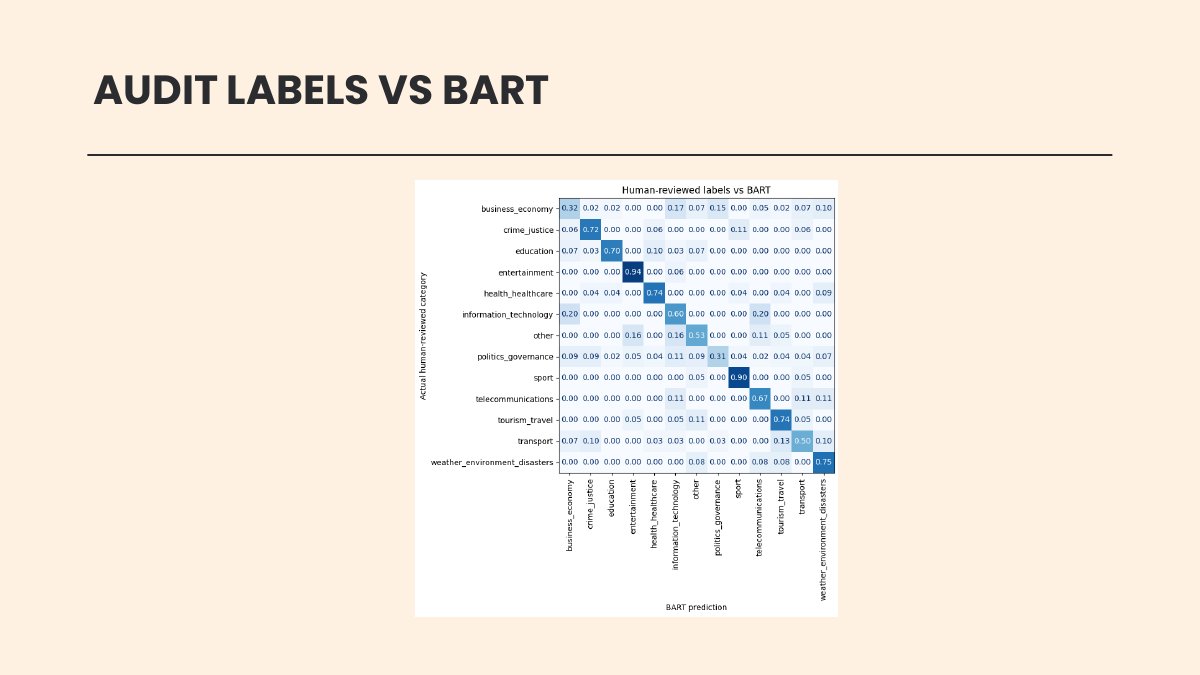 AUDIT LABELS VS BART
Human-reviewed labels vs BART
Actual human-reviewed category
business_economy 0.32 0.02 0.02 0.00 0.00 0.17 0.07 0.15 0.00 0.05 0.02 0.07 0.10
crime_justice 0.06 0.72 0.00 0.00 0.06 0.00 0.00 0.00 0.11 0.00 0.00 0.06 0.00
education 0.07 0.03 0.70 0.00 0.10 0.03 0.07 0.00 0.00 0.00 0.00 0.00 0.00
entertainment 0.00 0.00 0.00 0.94 0.00 0.06 0.00 0.00 0.00 0.00 0.00 0.00 0.00
health_healthcare 0.00 0.04 0.04 0.00 0.74 0.00 0.00 0.00 0.04 0.00 0.04 0.00 0.09
information_technology 0.20 0.00 0.00 0.00 0.00 0.60 0.00 0.00 0.00 0.20 0.00 0.00 0.00
other 0.00 0.00 0.00 0.16 0.00 0.16 0.53 0.00 0.00 0.11 0.05 0.00 0.00
politics_governance 0.09 0.09 0.02 0.05 0.04 0.11 0.09 0.31 0.04 0.02 0.04 0.04 0.07
sport 0.00 0.00 0.00 0.00 0.00 0.00 0.05 0.00 0.90 0.00 0.00 0.05 0.00
telecommunications 0.00 0.00 0.00 0.00 0.00 0.11 0.00 0.00 0.00 0.67 0.00 0.11 0.11
tourism_travel 0.00 0.00 0.00 0.05 0.00 0.05 0.11 0.00 0.00 0.00 0.74 0.05 0.00
transport 0.07 0.10 0.00 0.00 0.03 0.03 0.00 0.03 0.00 0.00 0.13 0.50 0.10
weather_environment_disasters 0.00 0.00 0.00 0.00 0.00 0.00 0.08 0.00 0.00 0.08 0.08 0.00 0.75
business_economy
crime_justice
education
entertainment
health_healthcare
information_technology
other
politics_governance
sport
telecommunications
tourism_travel
transport
weather_environment_disasters
BART prediction